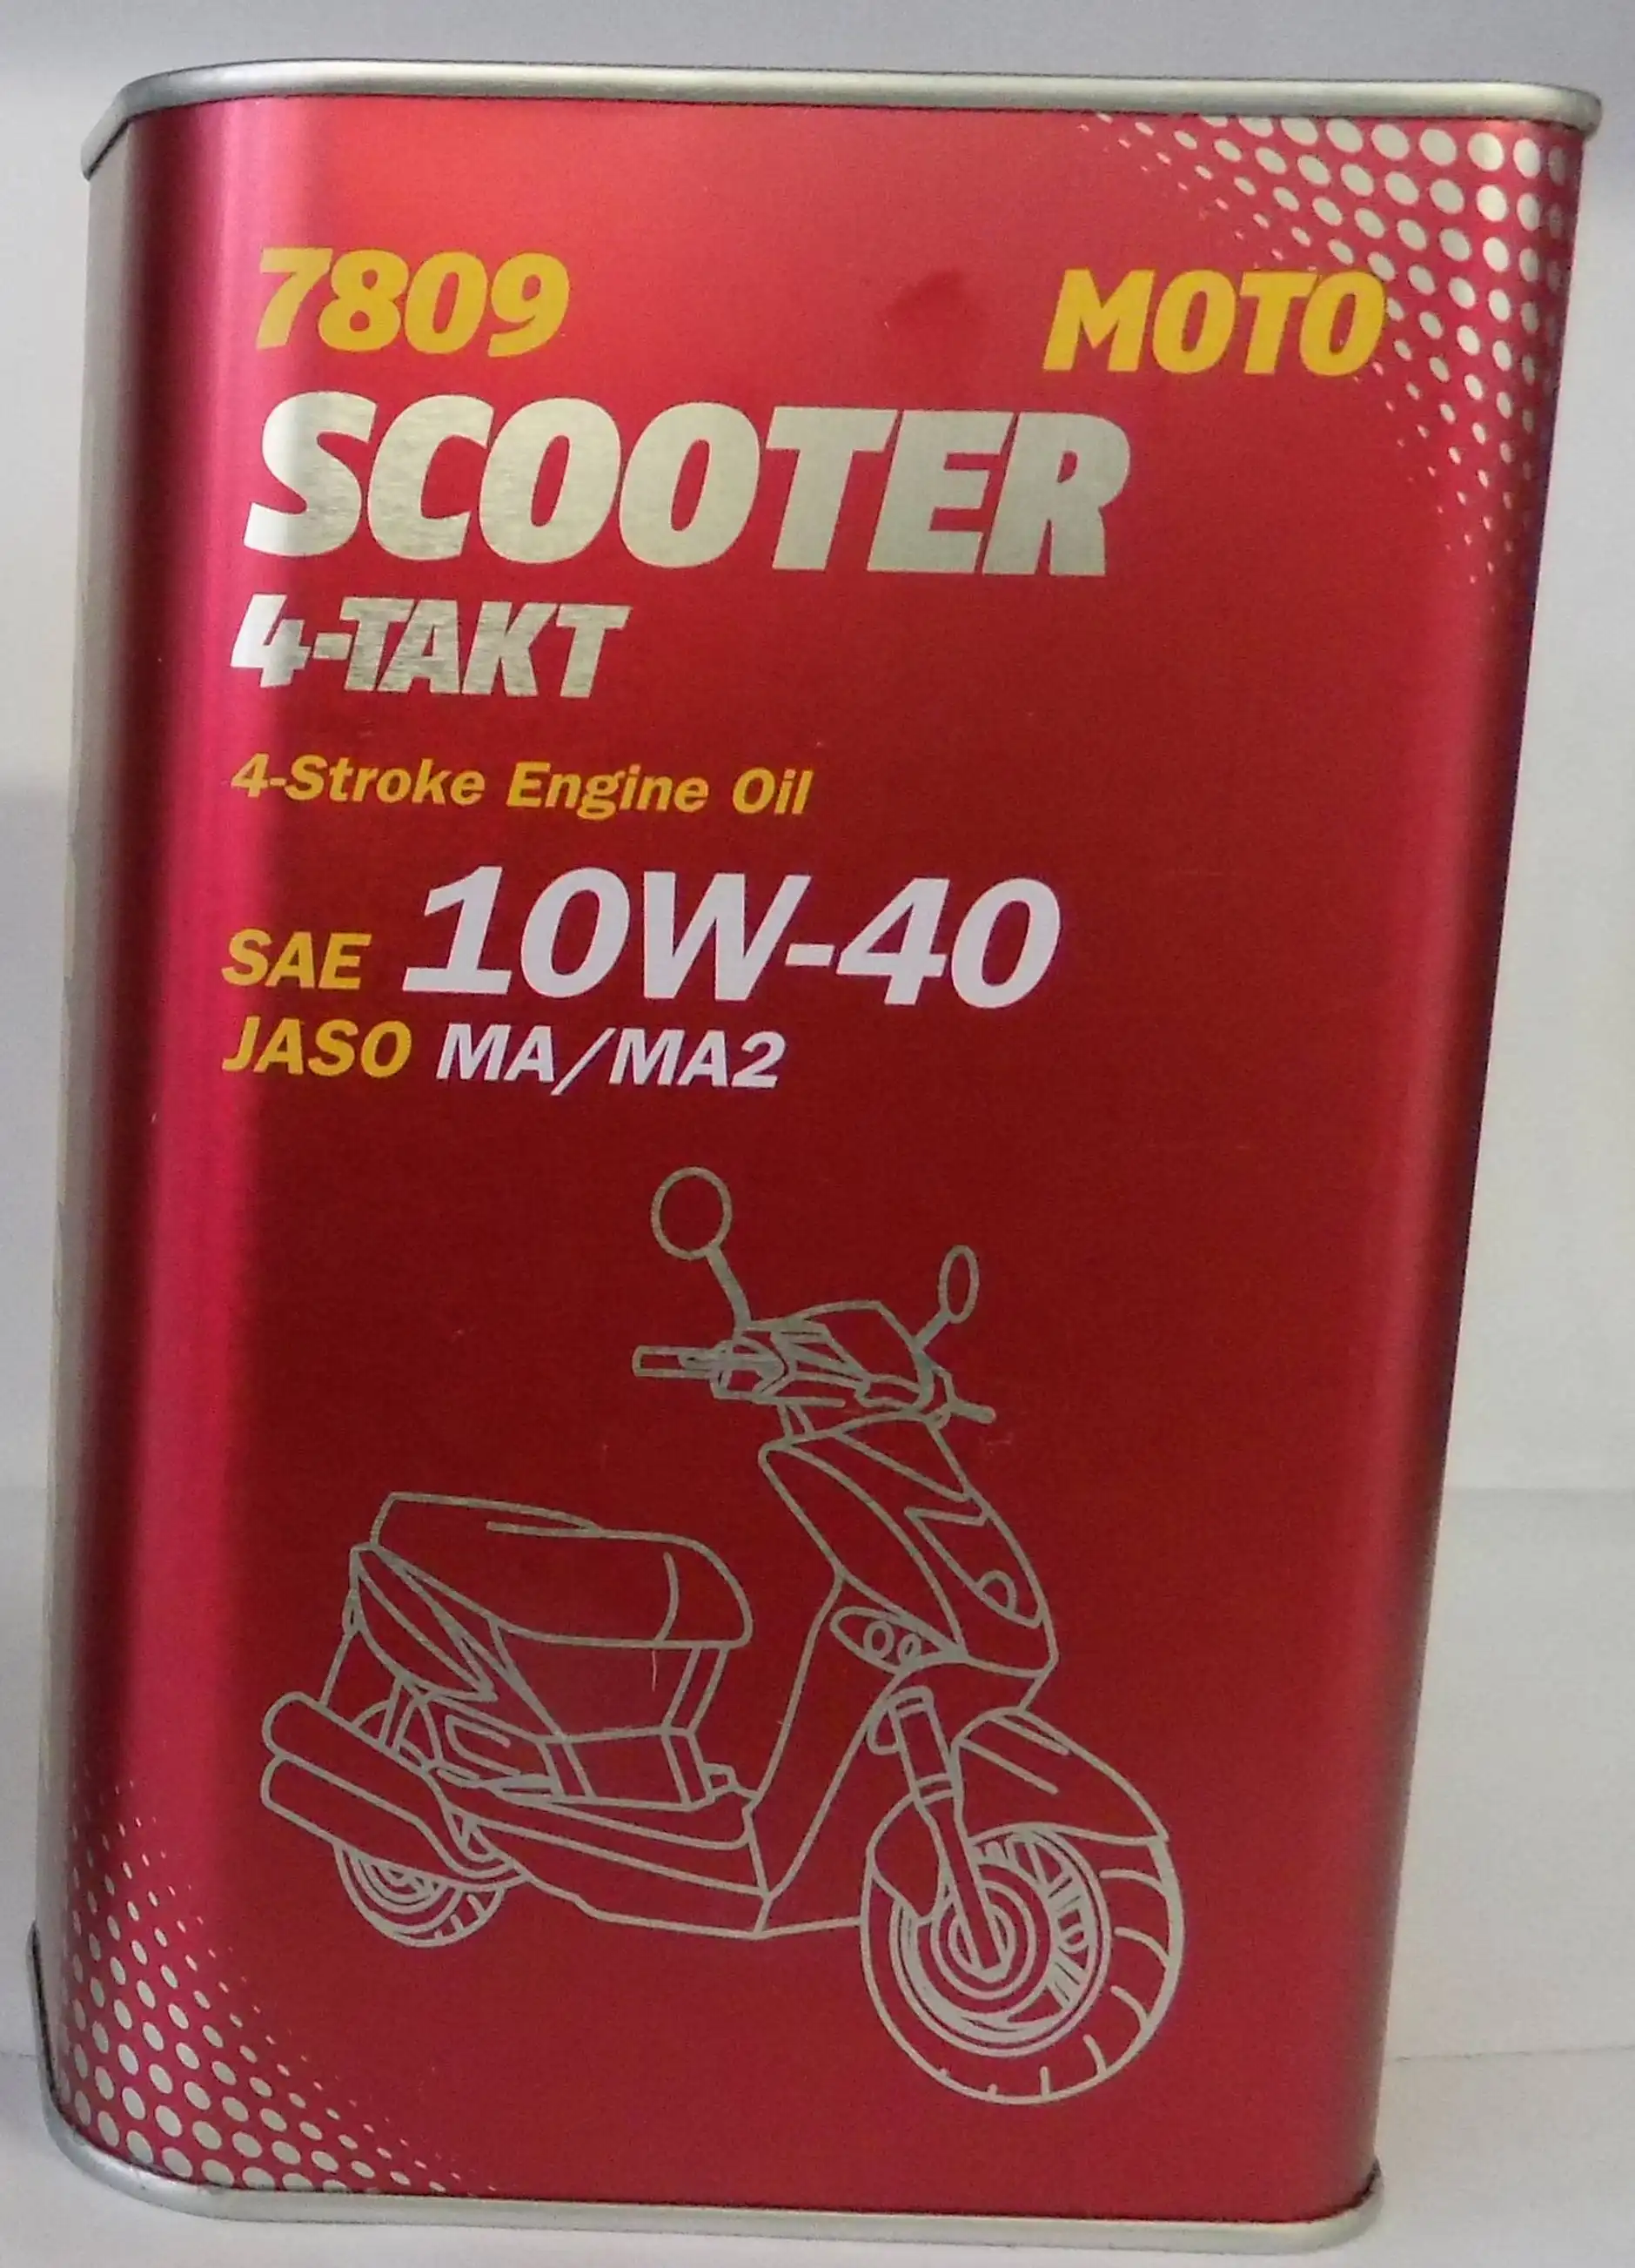 7809 MOTO
SCOOTER
4-TAKT
4-Stroke Engine Oil
SAE 10W-40
JASO MA/MA2